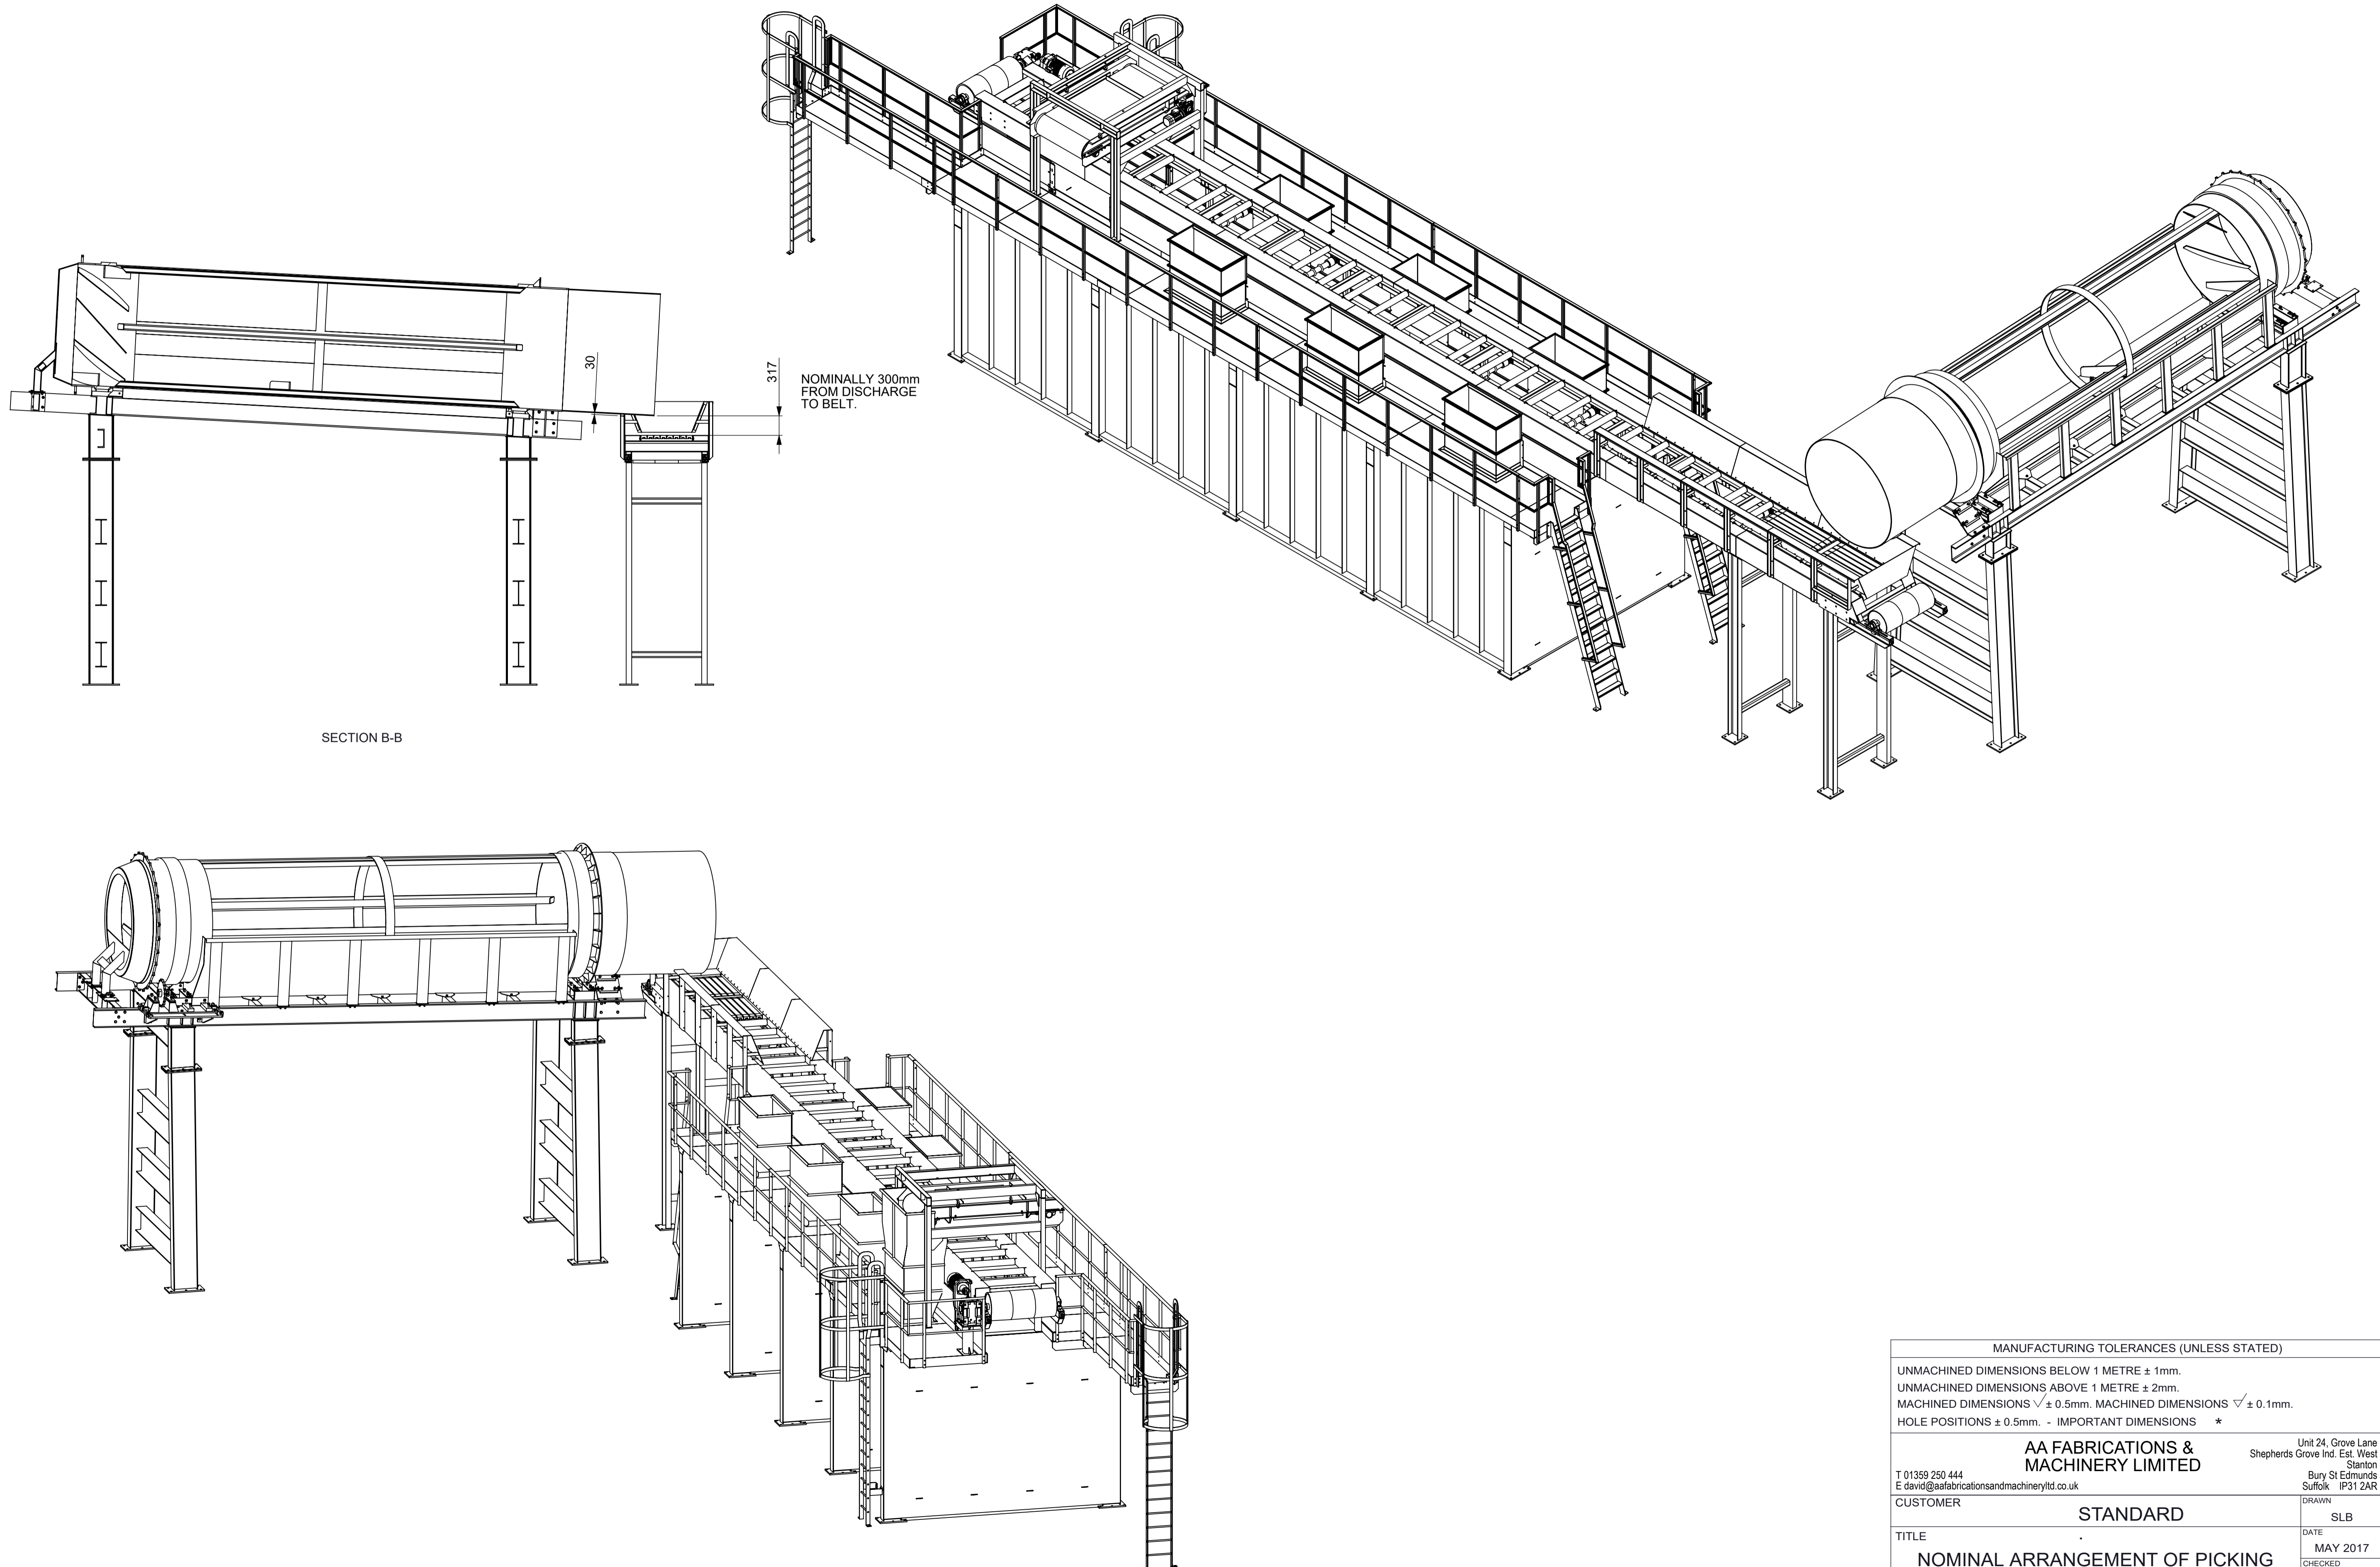 30
317
NOMINALLY 300mm
FROM DISCHARGE
TO BELT.
SECTION B-B
MANUFACTURING TOLERANCES (UNLESS STATED)
UNMACHINED DIMENSIONS BELOW 1 METRE ± 1mm.
UNMACHINED DIMENSIONS ABOVE 1 METRE ± 2mm.
MACHINED DIMENSIONS ± 0.5mm. MACHINED DIMENSIONS ± 0.1mm.
HOLE POSITIONS ± 0.5mm. - IMPORTANT DIMENSIONS *
AA FABRICATIONS &
MACHINERY LIMITED
T 01359 250 444
E david@aafabricationsandmachineryltd.co.uk
Unit 24, Grove Lane
Shepherds Grove Ind. Est. West
Stanton
Bury St Edmunds
Suffolk IP31 2AR
CUSTOMER
STANDARD
DRAWN
SLB
TITLE
NOMINAL ARRANGEMENT OF PICKING
DATE
MAY 2017
CHECKED